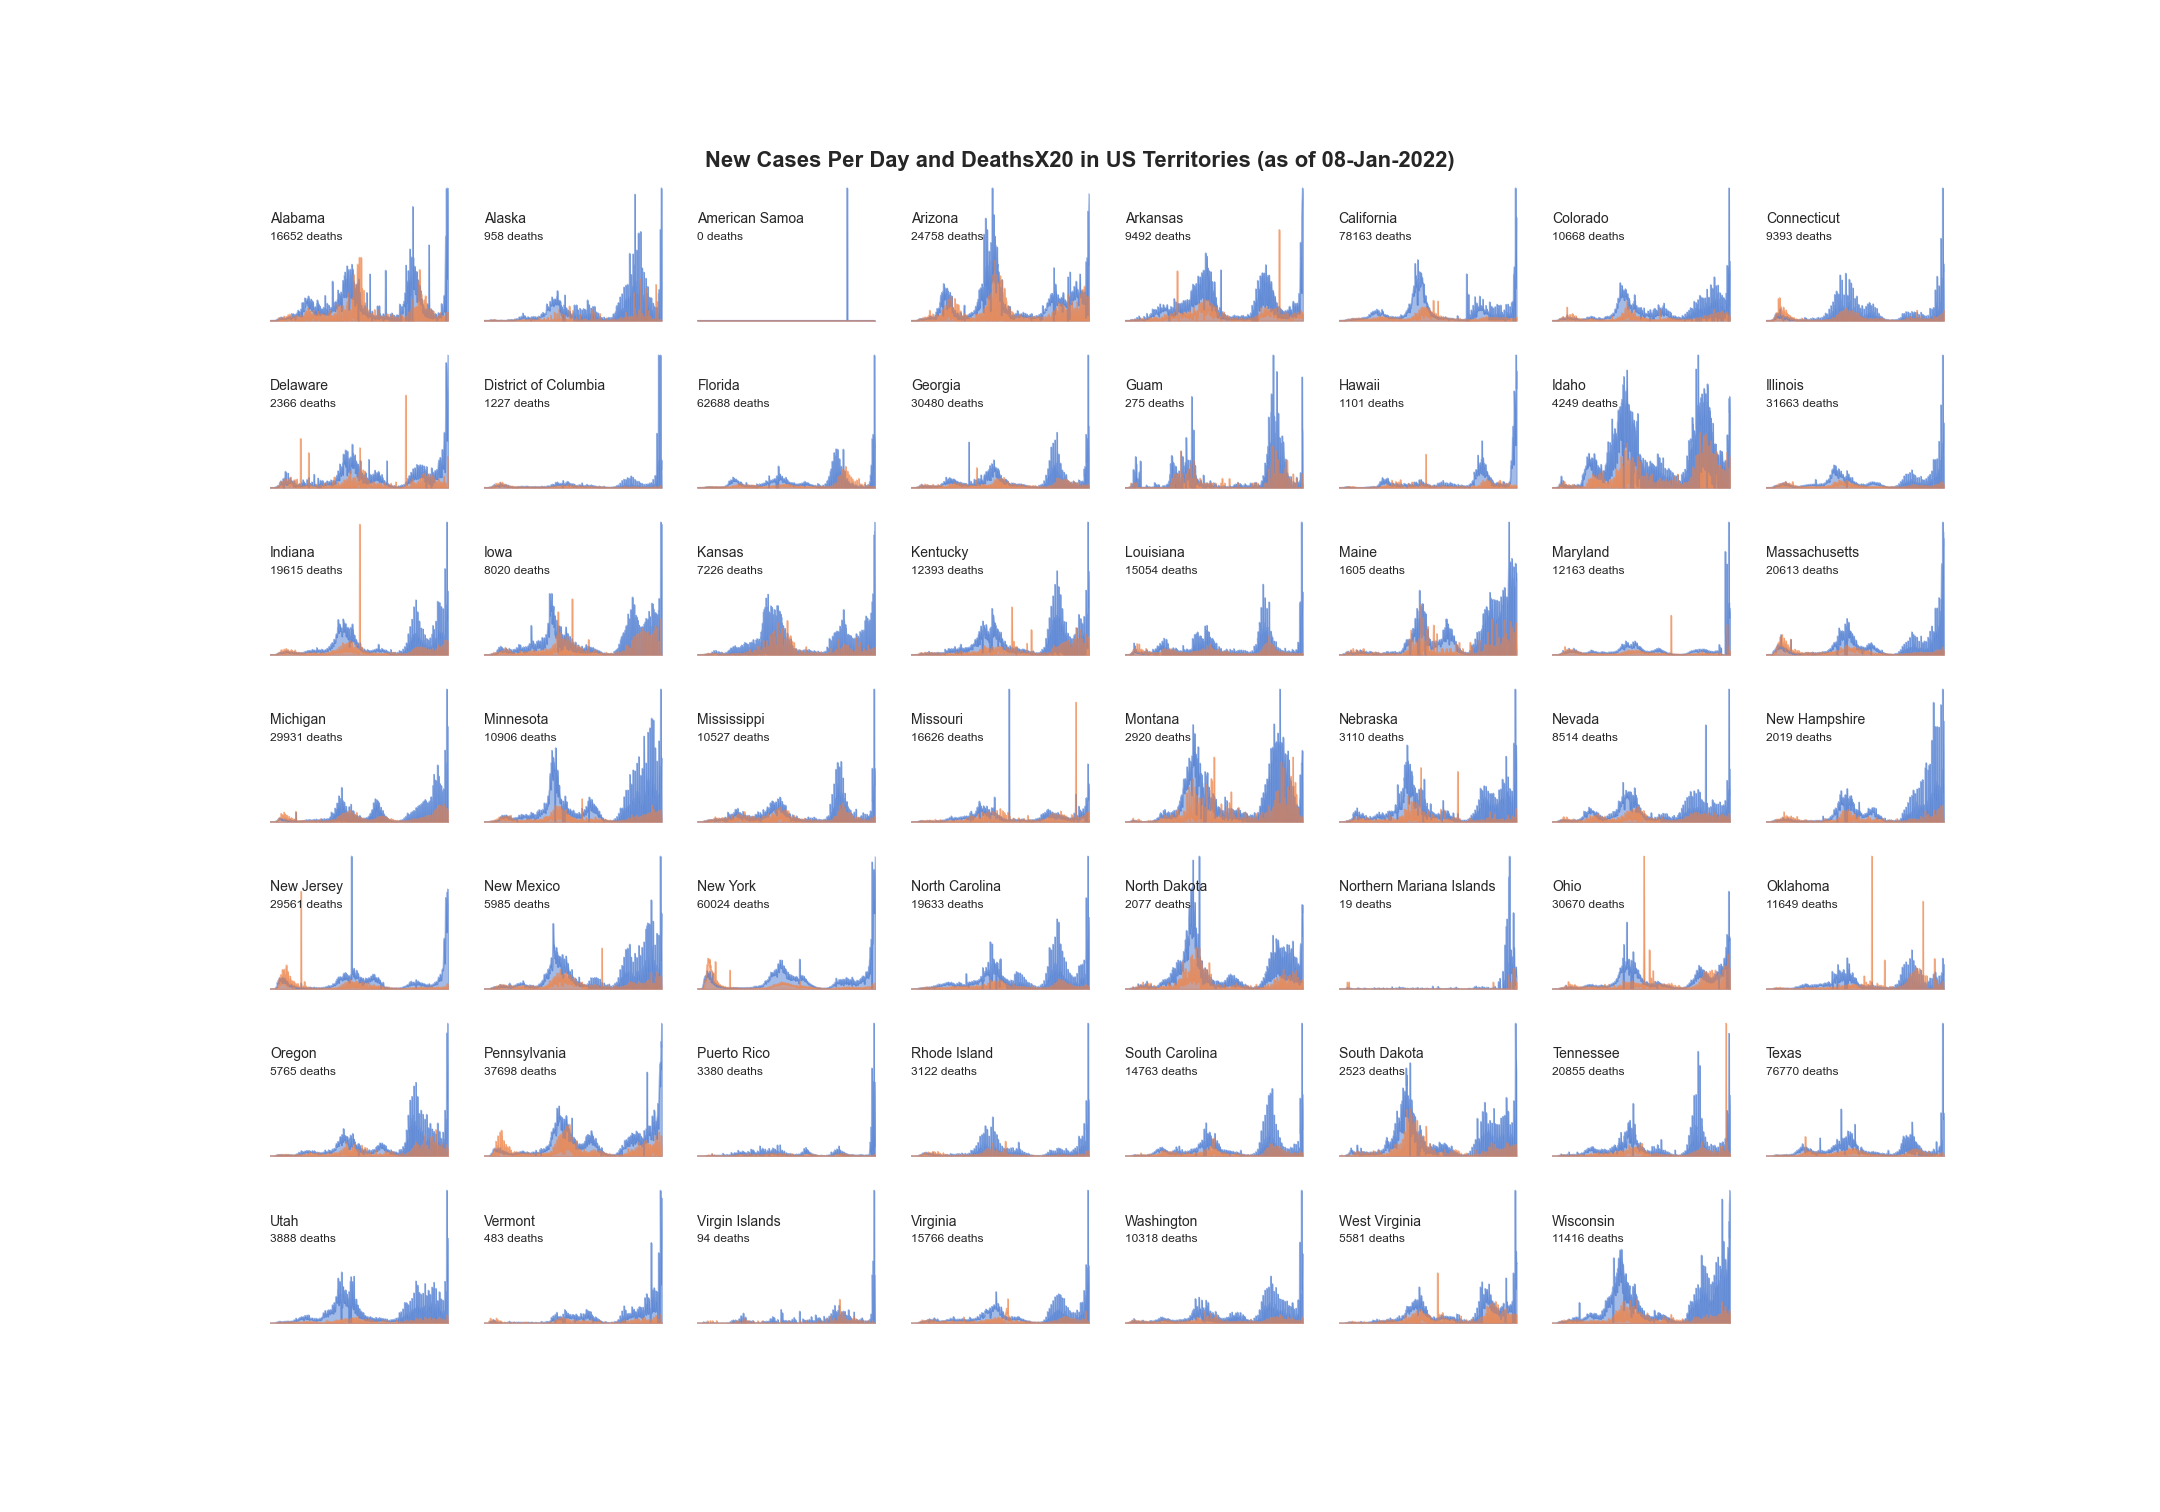 New Cases Per Day and DeathsX20 in US Territories (as of 08-Jan-2022)
Alabama
16652 deaths
Alaska
958 deaths
American Samoa
0 deaths
Arizona
24758 deaths
Arkansas
9492 deaths
California
78163 deaths
Colorado
10668 deaths
Connecticut
9393 deaths
Delaware
2366 deaths
District of Columbia
1227 deaths
Florida
62688 deaths
Georgia
30480 deaths
Guam
275 deaths
Hawaii
1101 deaths
Idaho
4249 deaths
Illinois
31663 deaths
Indiana
19615 deaths
Iowa
8020 deaths
Kansas
7226 deaths
Kentucky
12393 deaths
Louisiana
15054 deaths
Maine
1605 deaths
Maryland
12163 deaths
Massachusetts
20613 deaths
Michigan
29931 deaths
Minnesota
10906 deaths
Mississippi
10527 deaths
Missouri
16626 deaths
Montana
2920 deaths
Nebraska
3110 deaths
Nevada
8514 deaths
New Hampshire
2019 deaths
New Jersey
29561 deaths
New Mexico
5985 deaths
New York
60024 deaths
North Carolina
19633 deaths
North Dakota
2077 deaths
Northern Mariana Islands
19 deaths
Ohio
30670 deaths
Oklahoma
11649 deaths
Oregon
5765 deaths
Pennsylvania
37698 deaths
Puerto Rico
3380 deaths
Rhode Island
3122 deaths
South Carolina
14763 deaths
South Dakota
2523 deaths
Tennessee
20855 deaths
Texas
76770 deaths
Utah
3888 deaths
Vermont
483 deaths
Virgin Islands
94 deaths
Virginia
15766 deaths
Washington
10318 deaths
West Virginia
5581 deaths
Wisconsin
11416 deaths